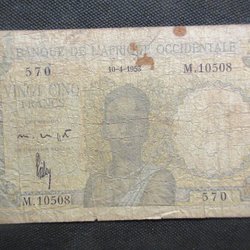 BANQUE DE L'AFRIQUE OCCIDENTALE
570 10-4-1953 M.10508
VINGT CINQ
FRANCS
M.10508 570